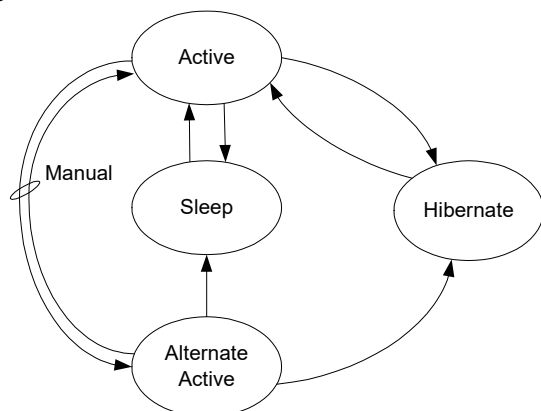 Active
Manual
Sleep
Hibernate
Alternate
Active